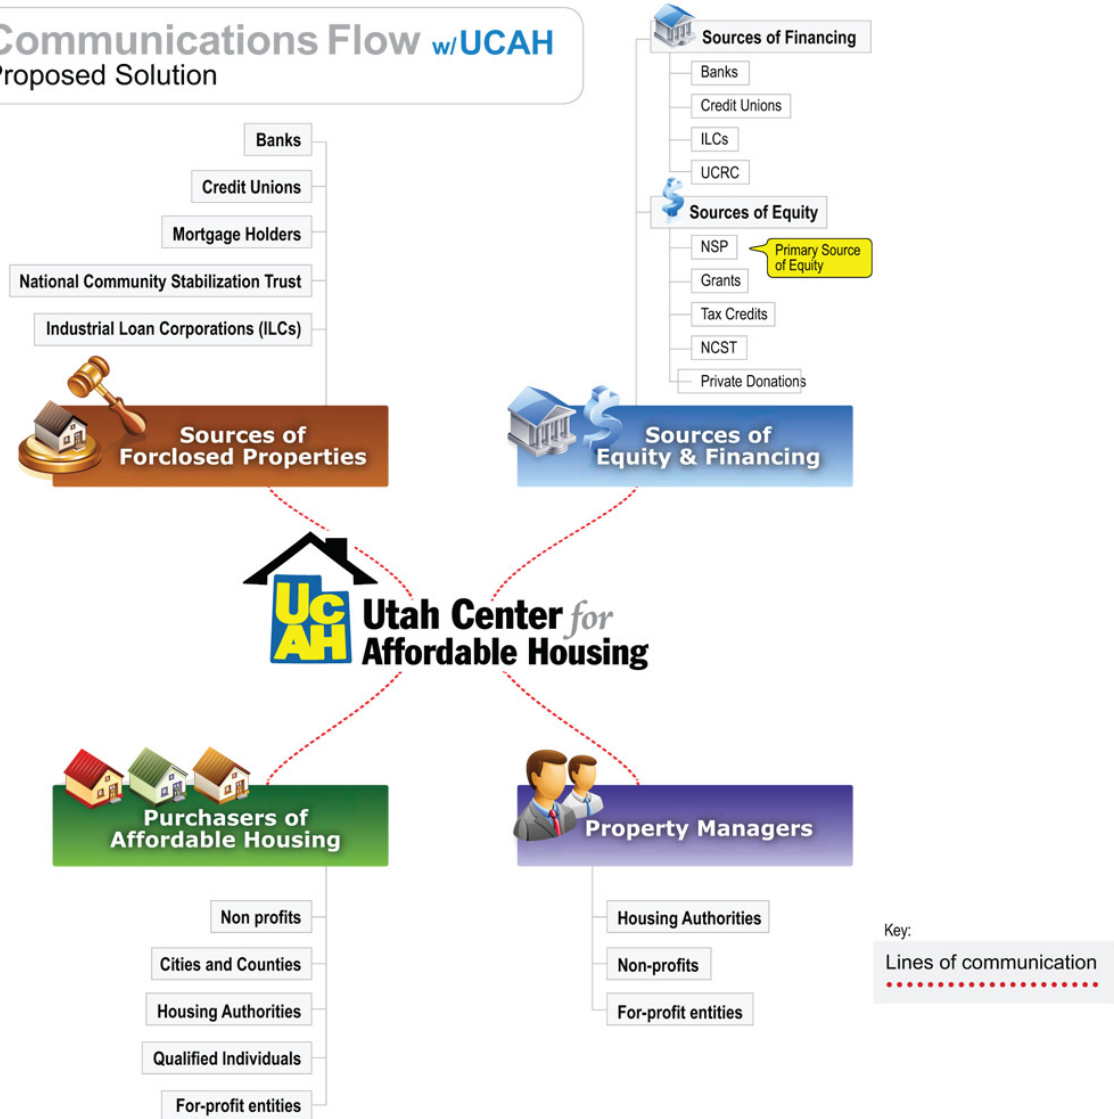 Communications Flow w/ UCAH
Proposed Solution
Banks
Credit Unions
Mortgage Holders
National Community Stabilization Trust
Industrial Loan Corporations (ILCs)
Sources of
Forclosed Properties
Sources of Financing
Banks
Credit Unions
ILCs
UCRC
Sources of Equity
NSP
Primary Source
of Equity
Grants
Tax Credits
NCST
Private Donations
Sources of
Equity & Financing
UC
AH
Utah Center for
Affordable Housing
Purchasers of
Affordable Housing
Non profits
Cities and Counties
Housing Authorities
Qualified Individuals
For-profit entities
Property Managers
Housing Authorities
Non-profits
For-profit entities
Key:
Lines of communication